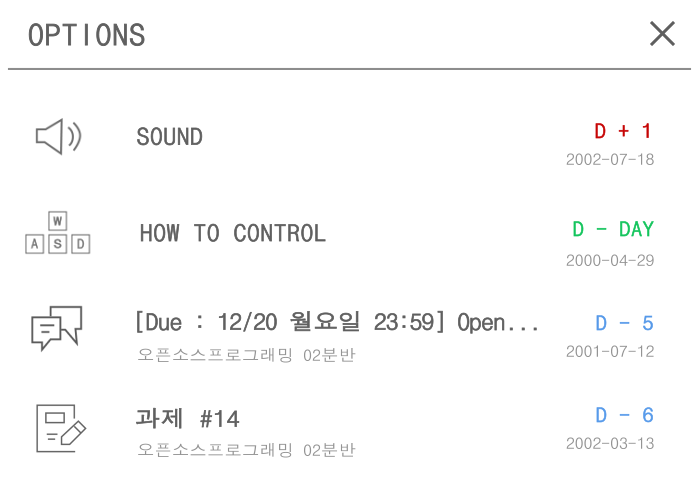 OPTIONS
SOUND
D + 1
2002-07-18
W
A S D
HOW TO CONTROL
D - DAY
2000-04-29
[Due : 12/20 월요일 23:59] Open...
D - 5
오픈소스프로그래밍 02분반
2001-07-12
과제 #14
D - 6
오픈소스프로그래밍 02분반
2002-03-13